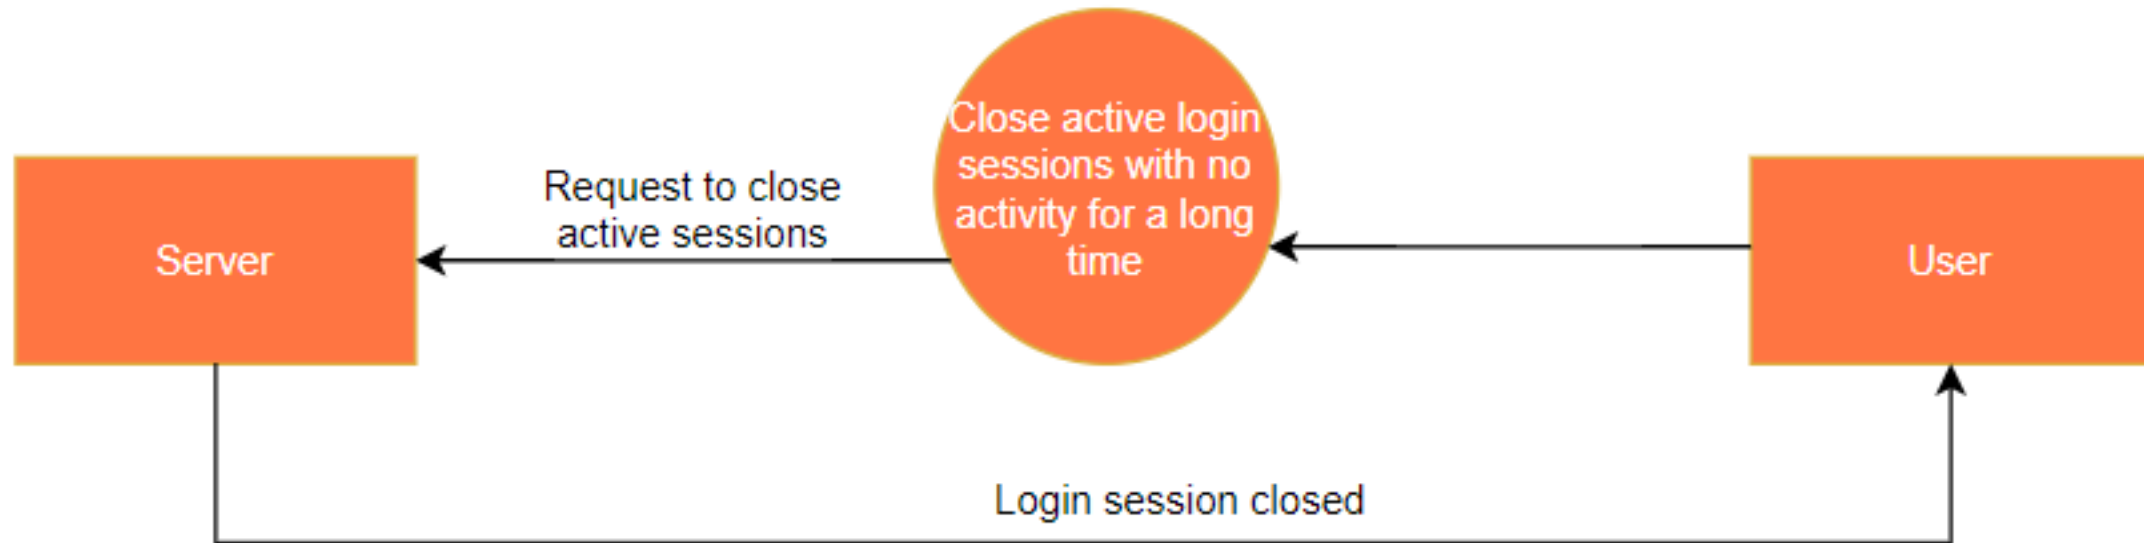 Close active login
sessions with no
activity for a long
time
Request to close
active sessions
Server
User
Login session closed